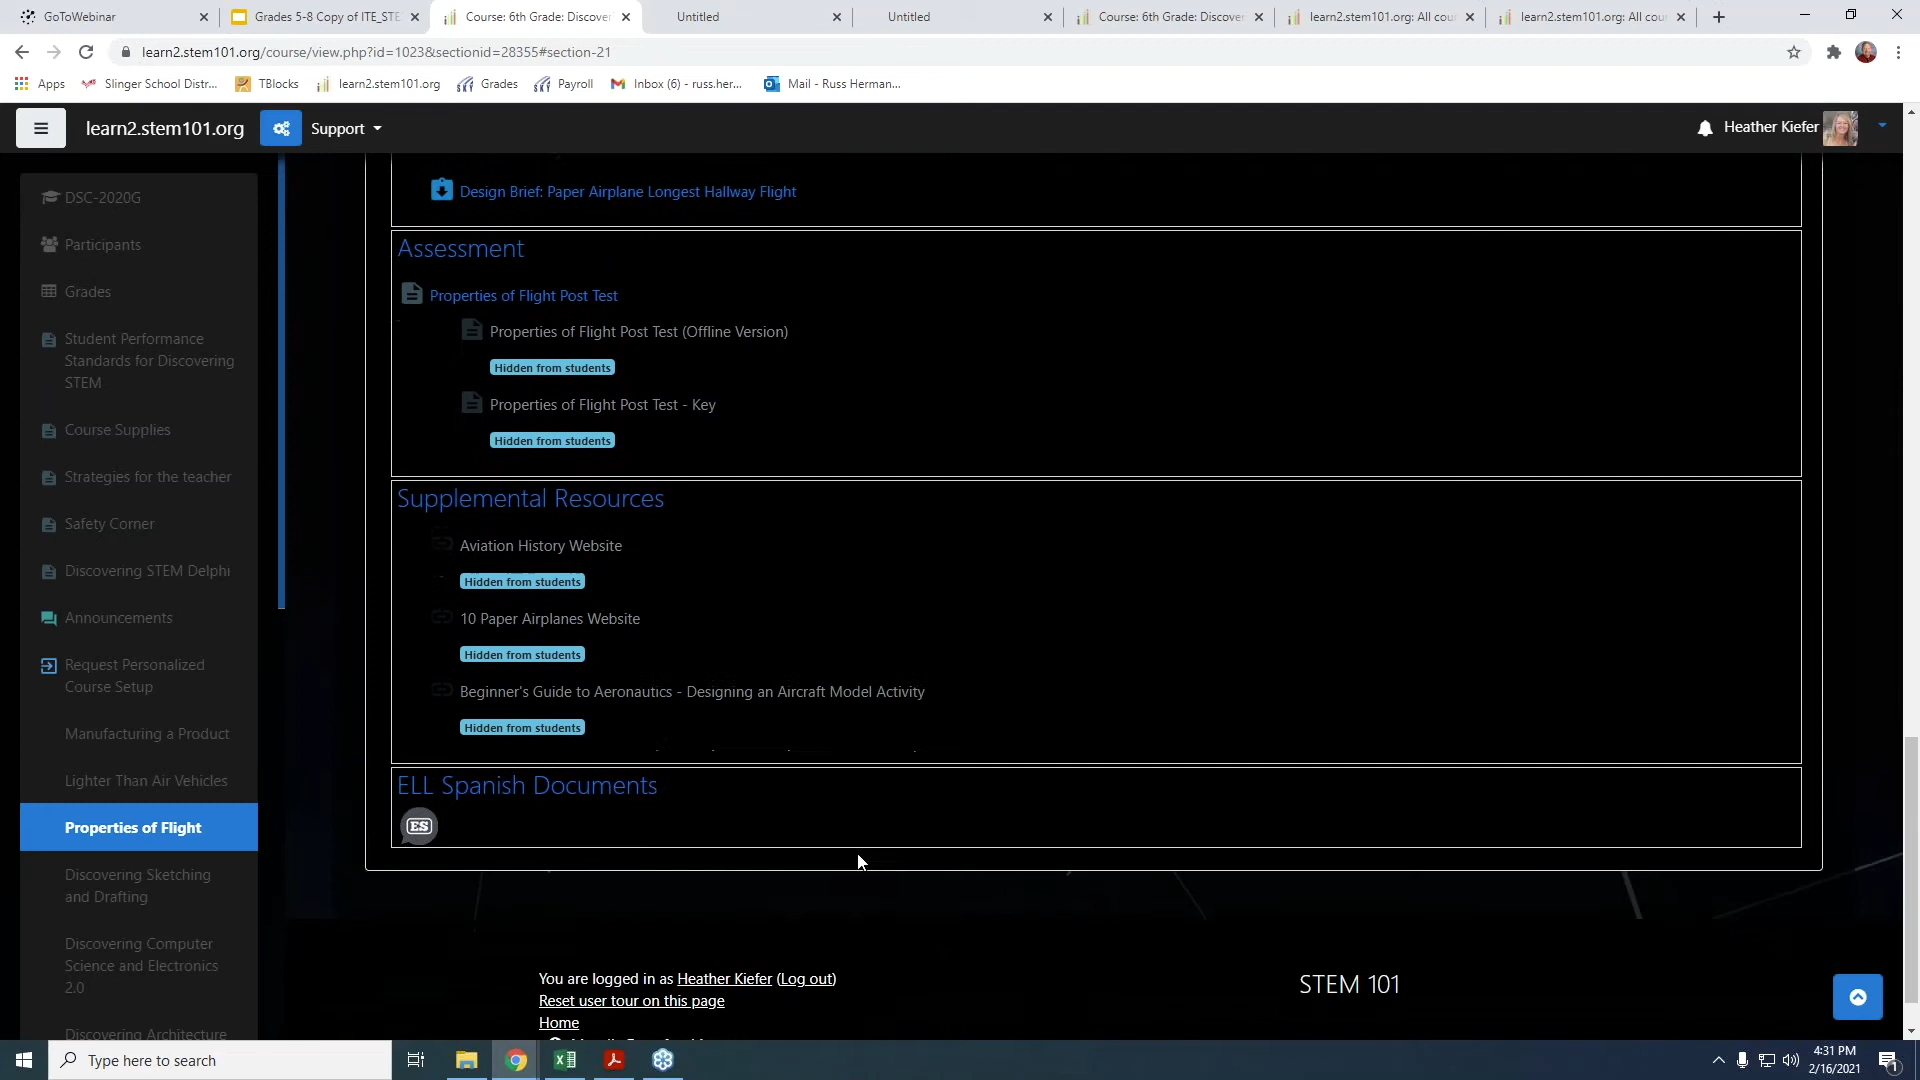 GoToWebinar
Grades 5-8 Copy of ITE_STE
Course: 6th Grade: Discover
Untitled
Untitled
Course: 6th Grade: Discove
learn2.stem101.org: All cou
learn2.stem101.org: All cou
learn2.stem101.org/course/view.php?id=1023&sectionid=28355#section-21
Apps
Slinger School Distr...
TBlocks
learn2.stem101.org
Grades
Payroll
Inbox (6) - russ.her...
Mail - Russ Herman...
learn2.stem101.org
Support
Heather Kiefer
DSC-2020G
Participants
Grades
Student Performance
Standards for Discovering
STEM
Course Supplies
Strategies for the teacher
Safety Corner
Discovering STEM Delphi
Announcements
Request Personalized
Course Setup
Manufacturing a Product
Lighter Than Air Vehicles
Properties of Flight
Discovering Sketching
and Drafting
Discovering Computer
Science and Electronics
2.0
Discovering Architecture
Design Brief: Paper Airplane Longest Hallway Flight
Assessment
Properties of Flight Post Test
Properties of Flight Post Test (Offline Version)
Hidden from students
Properties of Flight Post Test - Key
Hidden from students
Supplemental Resources
Aviation History Website
Hidden from students
10 Paper Airplanes Website
Hidden from students
Beginner's Guide to Aeronautics - Designing an Aircraft Model Activity
Hidden from students
ELL Spanish Documents
ES
You are logged in as Heather Kiefer (Log out)
Reset user tour on this page
Home
STEM 101
Type here to search
4:31 PM
2/16/2021
1